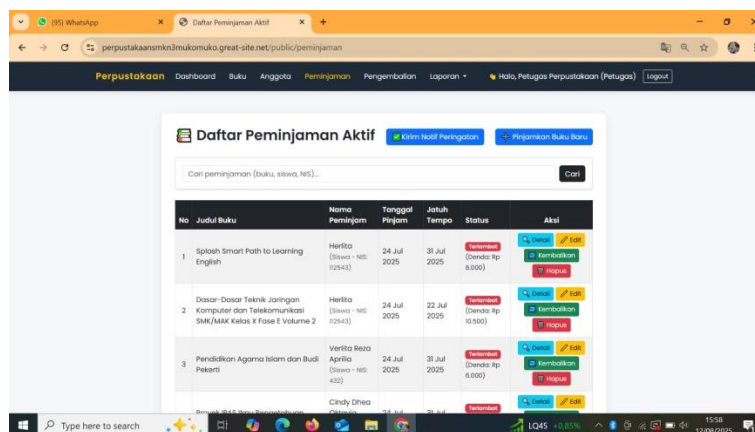 (95) WhatsApp
Daftar Peminjaman Aktif
perpustakaansmkn3mukomuko.great-site.net/public/peminjaman
Perpustakaan Dashboard Buku Anggota Peminjaman Pengembalian Laporan Halo, Petugas Perpustakaan (Petugas) Logout
Daftar Peminjaman Aktif Kirim Notif Peringatan Pinjamkan Buku Baru
Cari peminjaman (buku, siswa, NIS)... Cari
No Judul Buku Nama Peminjam Tanggal Pinjam Jatuh Tempo Status Aksi
1 Splash Smart Path to Learning English Herlita (Siswa - NIS: 112543) 24 Jul 2025 31 Jul 2025 Terlambat (Denda: Rp 6.000) Detail Edit Kembalikan Hapus
2 Dasar-Dasar Teknik Jaringan Komputer dan Telekomunikasi SMK/MAK Kelas X Fase E Volume 2 Herlita (Siswa - NIS: 112543) 24 Jul 2025 22 Jul 2025 Terlambat (Denda: Rp 10.500) Detail Edit Kembalikan Hapus
3 Pendidikan Agama Islam dan Budi Pekerti Verlita Reza Aprilia (Siswa - NIS: 432) 24 Jul 2025 31 Jul 2025 Terlambat (Denda: Rp 6.000) Detail Edit Kembalikan Hapus
Cindy Dhea Terlambat Detail Edit
Type here to search LQ45 +0,85% 15:58
12/08/2025